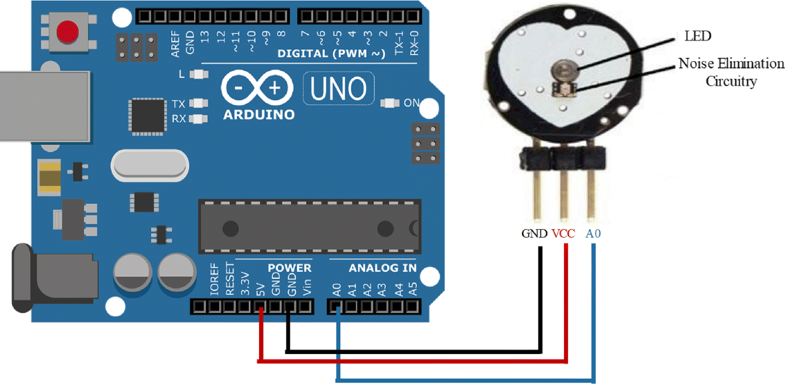 AREF
GND
13
12
~11
~10
~9
8
7
~6
~5
4
~3
2
TX→1
RX←0
DIGITAL (PWM ~)
L
TX
RX
UNO
ARDUINO
ON
POWER
ANALOG IN
IOREF
RESET
3.3V
5V
GND
GND
Vin
A0
A1
A2
A3
A4
A5
LED
Noise Elimination
Circuitry
GND VCC A0